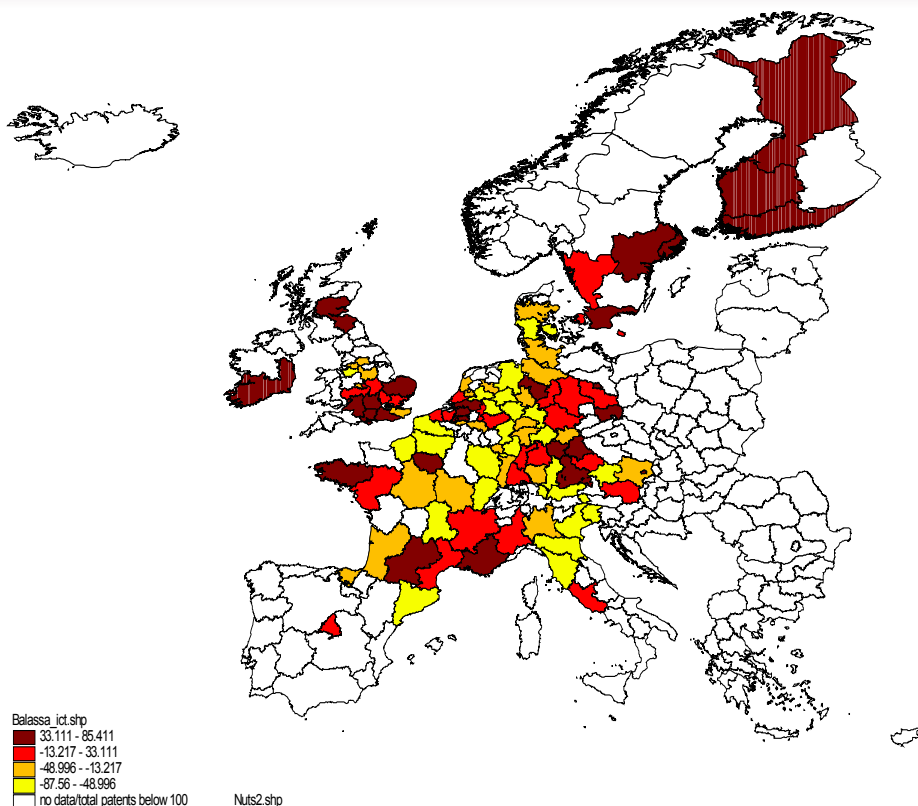 Balassa_ict.shp
33.111 - 85.411
-13.217 - 33.111
-48.996 - -13.217
-87.56 - -48.996
no data/total patents below 100
Nuts2.shp